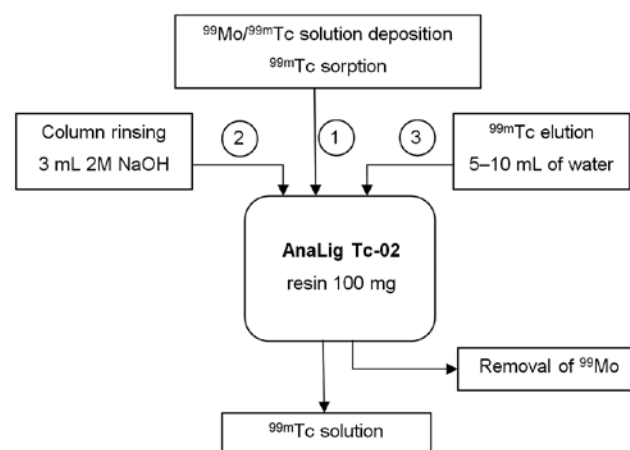 ⁹⁹Mo/⁹⁹ᵐTc solution deposition
⁹⁹ᵐTc sorption
Column rinsing
3 mL 2M NaOH
2
1
3
⁹⁹ᵐTc elution
5–10 mL of water
AnaLig Tc-02
resin 100 mg
Removal of ⁹⁹Mo
⁹⁹ᵐTc solution